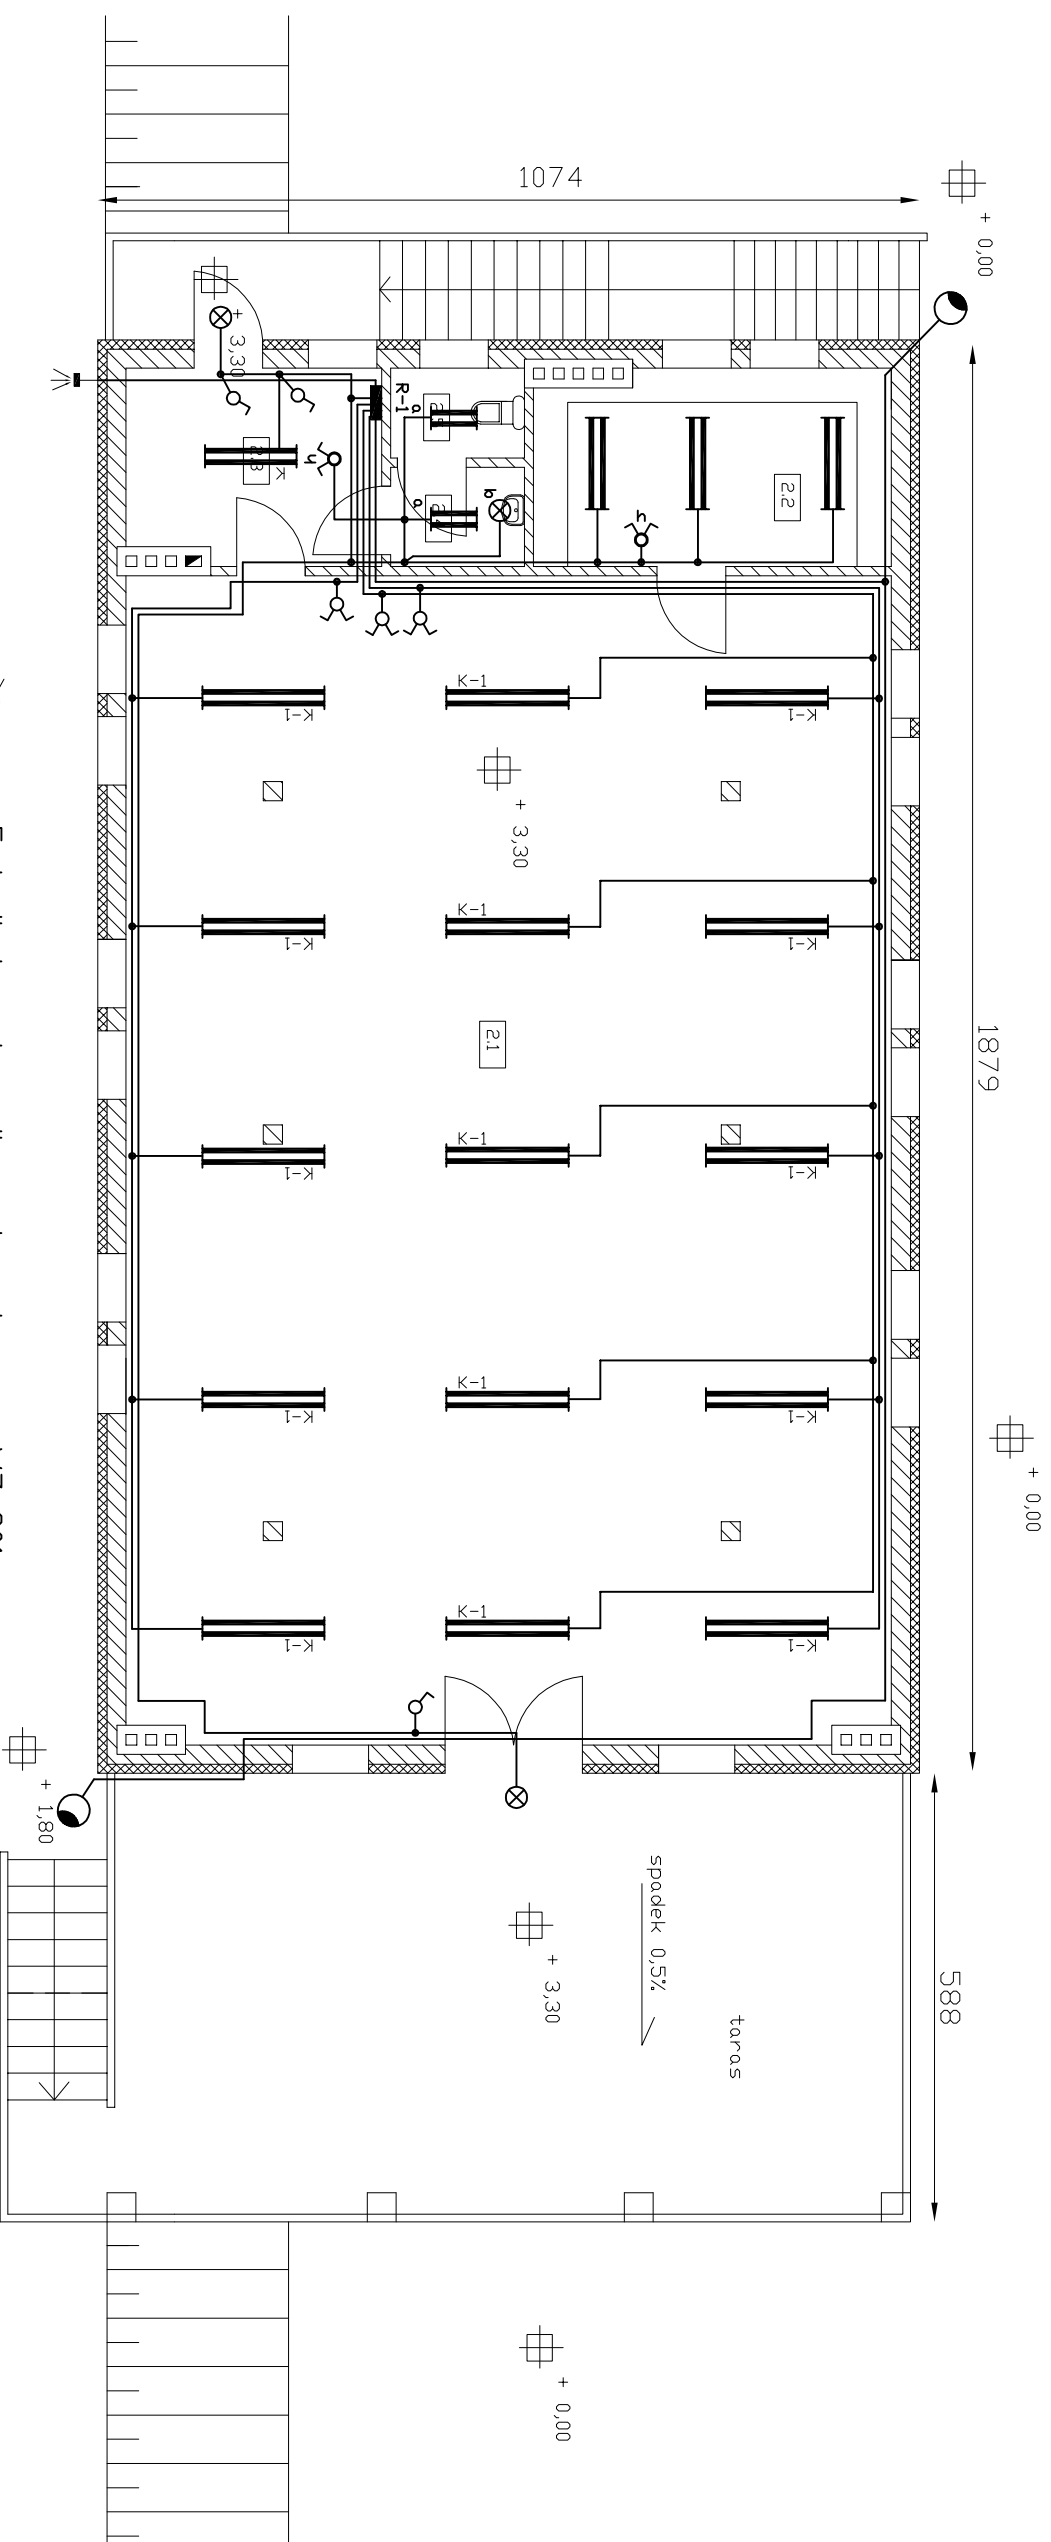 1074
+ 0,00
+ 3,30
R-1
a
2.2
b
a
2.3
K
h
h
K-1
K-1
K-1
+ 3,30
K-1
K-1
K-1
2.1
1879
K-1
K-1
K-1
K-1
K-1
K-1
+ 0,00
K-1
K-1
K-1
+ 1,80
spadek 0,5%
+ 3,30
taras
588
+ 0,00